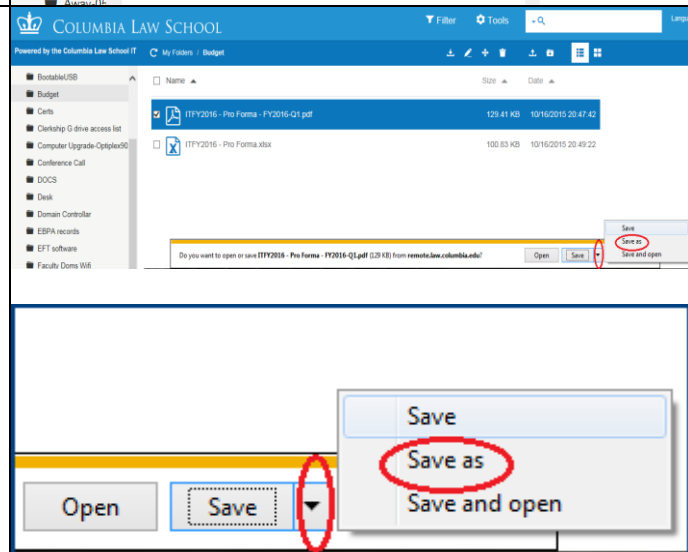 Away-05
COLUMBIA LAW SCHOOL
Filter Tools Langu
Powered by the Columbia Law School IT My Folders / Budget
BootableUSB
Budget
Certs
Clerkship G drive access list
Computer Upgrade-Optiplex90
Conference Call
DOCS
Desk
Domain Controllar
EBPA records
EFT software
Faculty Doms Wifi
Name Size Date
ITFY2016 - Pro Forma - FY2016-Q1.pdf 129.41 KB 10/16/2015 20:47:42
ITFY2016 - Pro Forma.xlsx 100.83 KB 10/16/2015 20:49:22
Do you want to open or save ITFY2016 - Pro Forma - FY2016-Q1.pdf (129 KB) from remote.law.columbia.edu? Open Save
Save
Save as
Save and open
Open Save
Save
Save as
Save and open